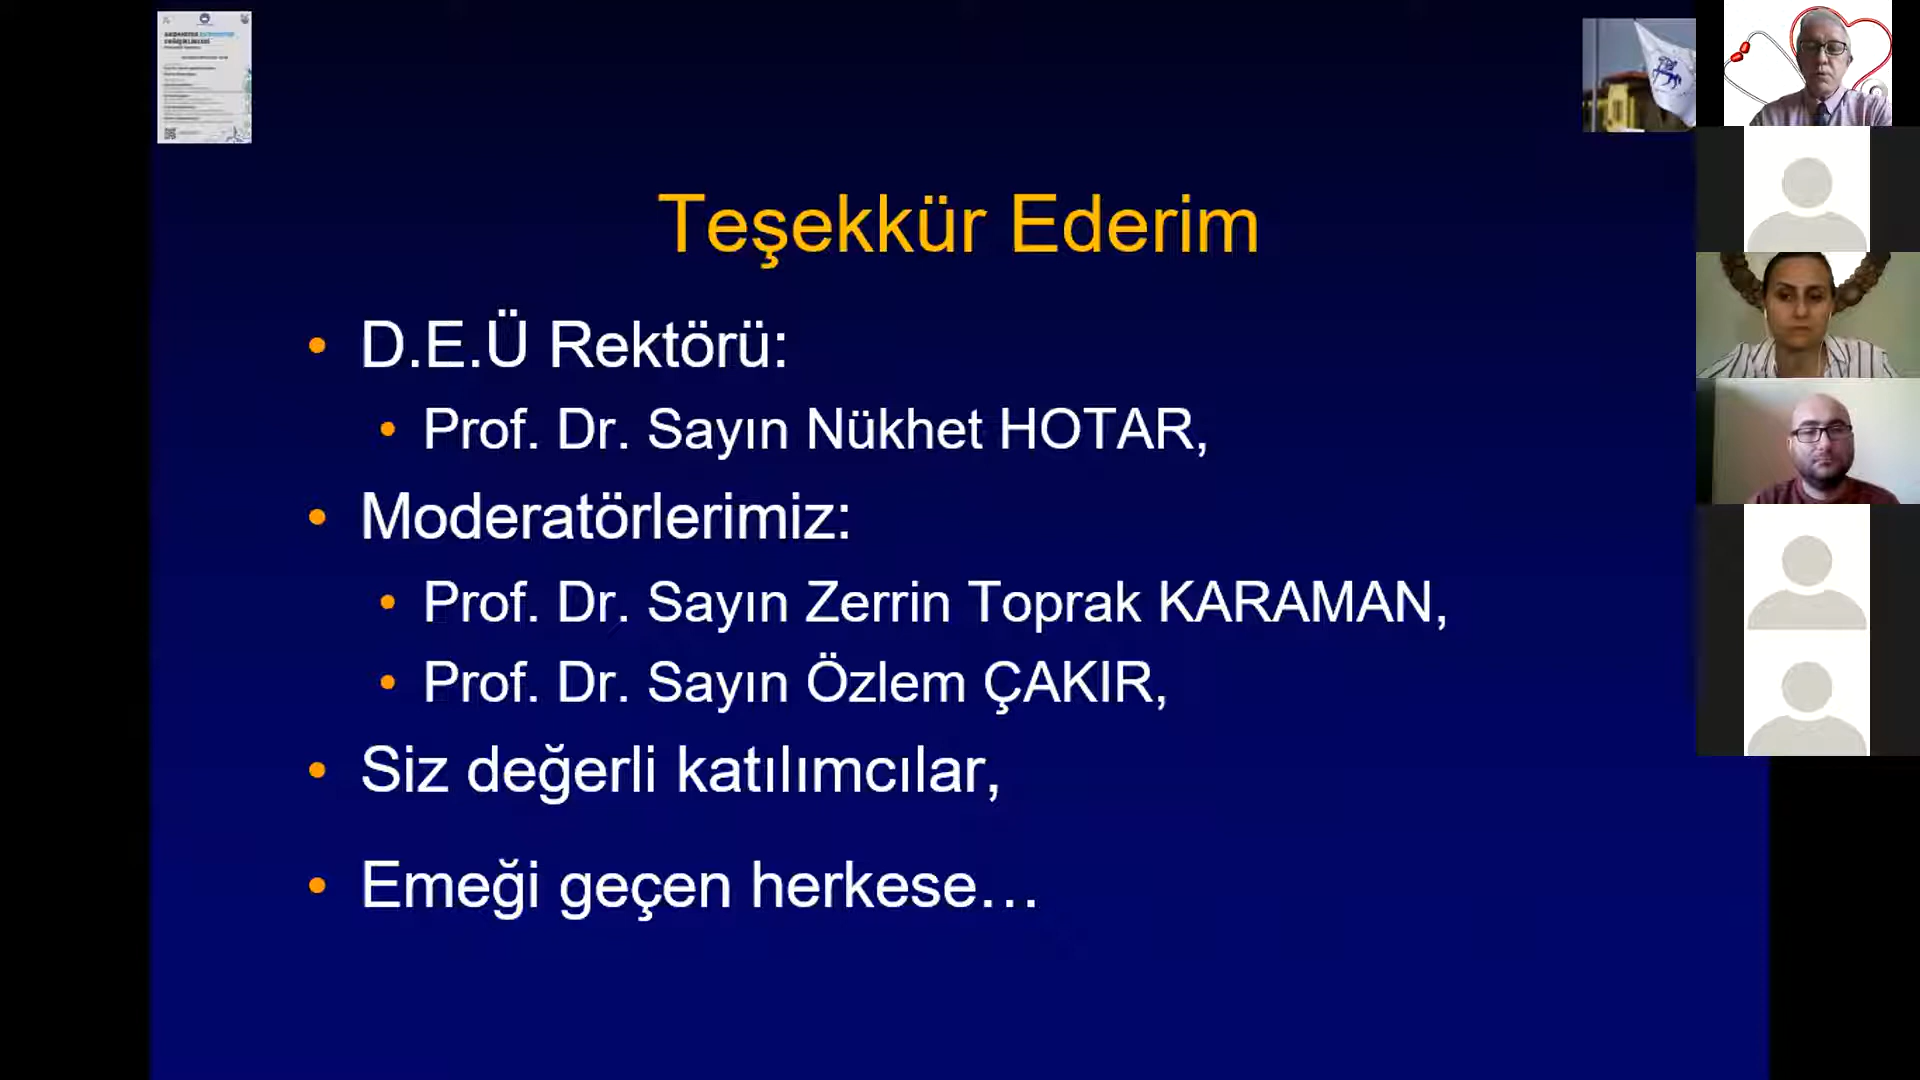 Teşekkür Ederim
• D.E.Ü Rektörü:
• Prof. Dr. Sayın Nükhet HOTAR,
• Moderatörlerimiz:
• Prof. Dr. Sayın Zerrin Toprak KARAMAN,
• Prof. Dr. Sayın Özlem ÇAKIR,
• Siz değerli katılımcılar,
• Emeği geçen herkese…